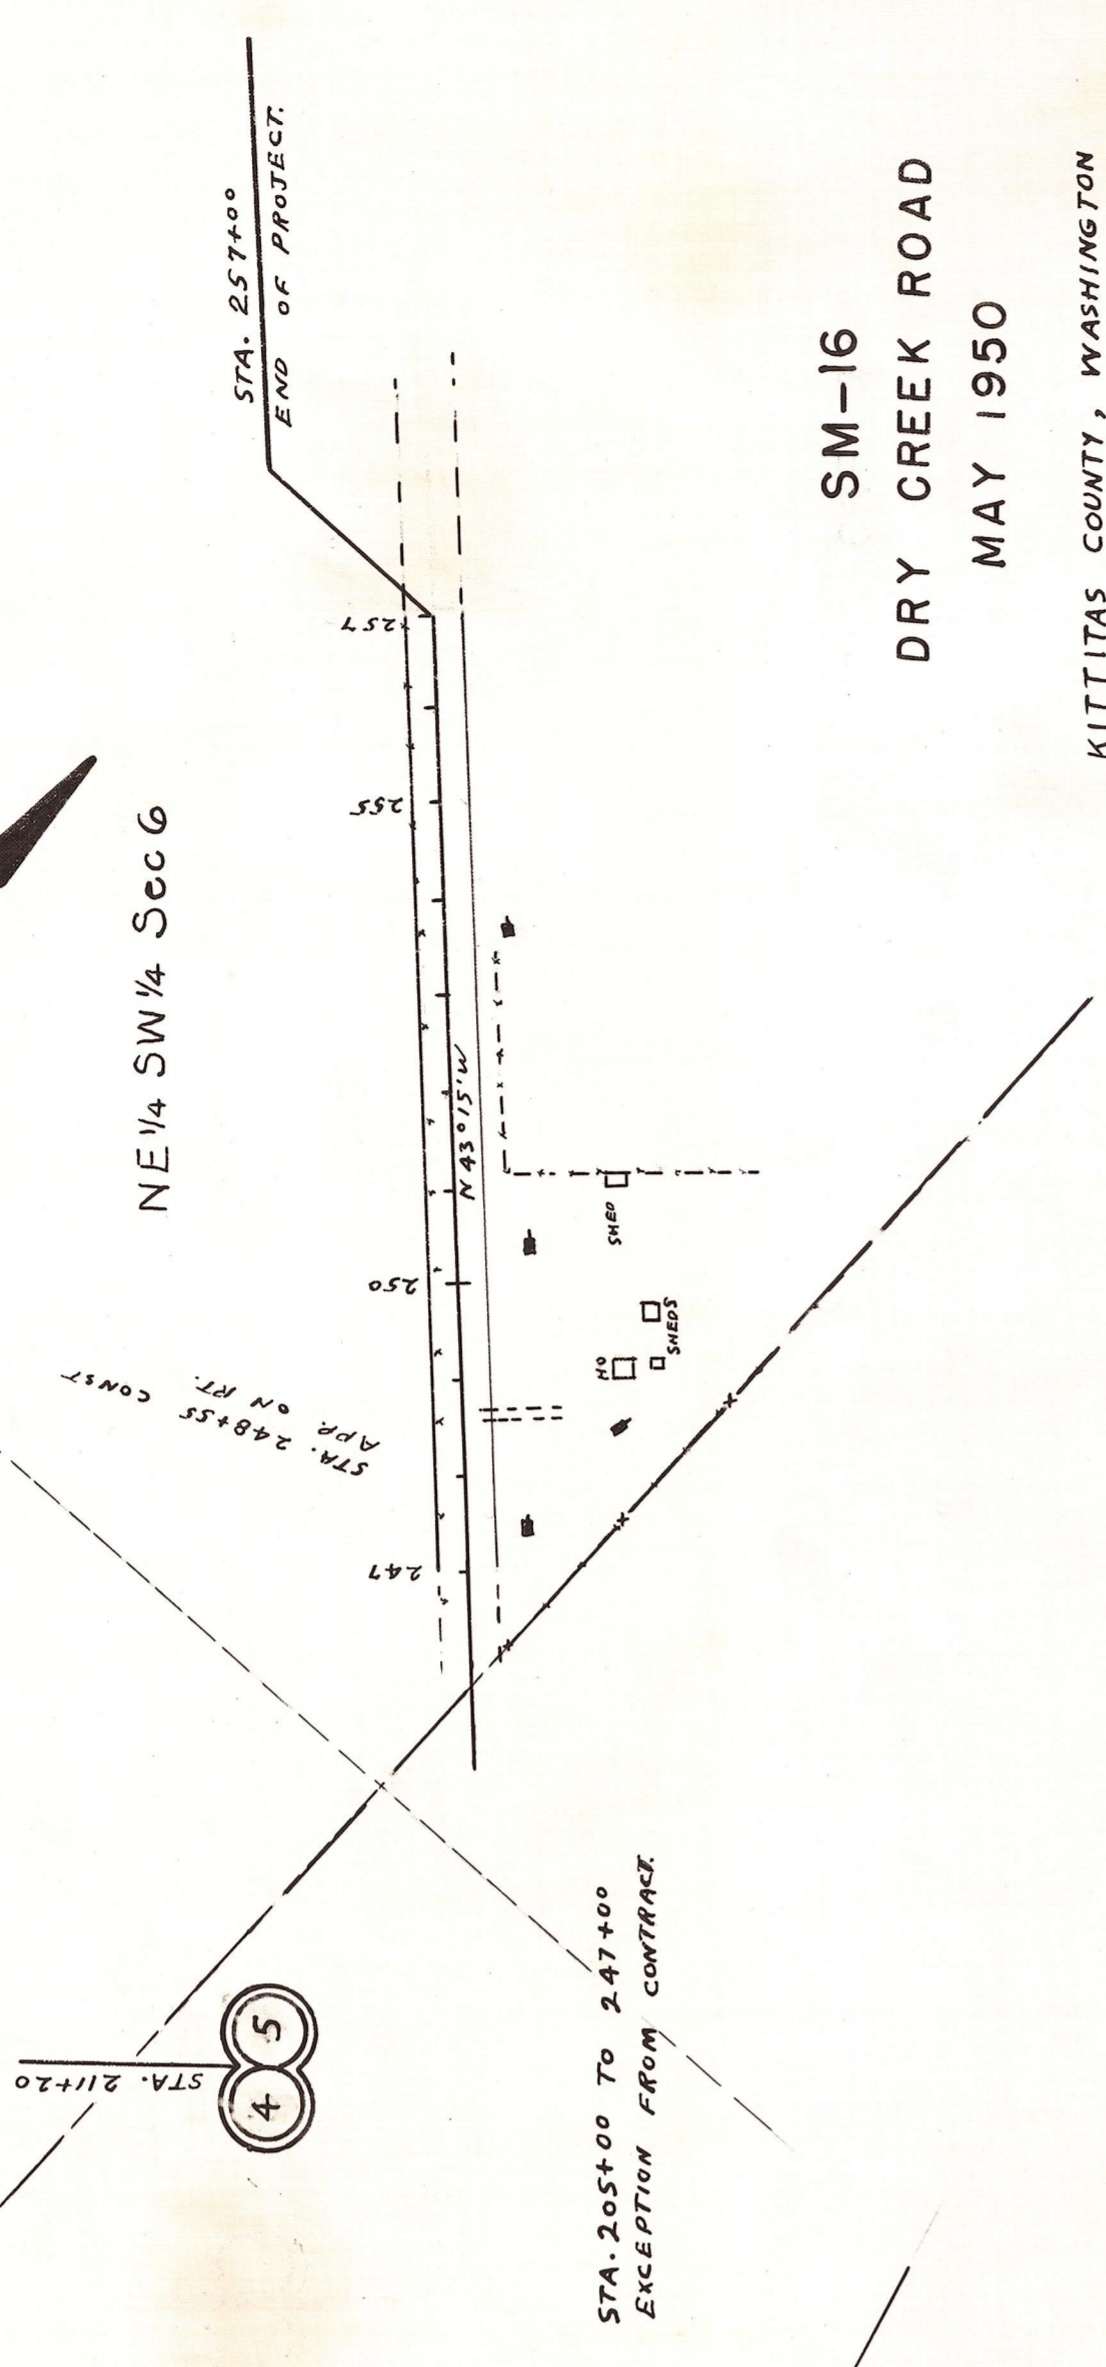 STA. 257+00
END OF PROJECT.
NE 1/4 SW 1/4 Sec 6
257
255
250
247
N 43° 15' W
STA. 248+55 CONST
APP. ON RT.
SHED
SHEDS
HO
STA. 211+20
4
5
STA. 205+00 TO 247+00
EXCEPTION FROM CONTRACT.
SM-16
DRY CREEK ROAD
MAY 1950
KITTITAS COUNTY, WASHINGTON